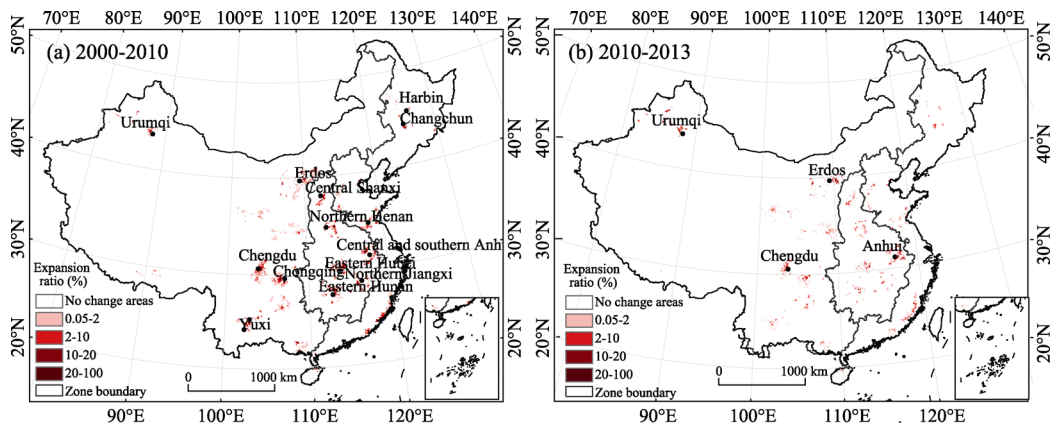 70°E 80°E 90°E 100°E 110°E 120°E 130°E 140°E
(a) 2000-2010
50°N
40°N
30°N
20°N
Harbin
Changchun
Urumqi
Erdos
Central Shanxi
Northern Henan
Central and southern Anh
Chengdu
Eastern Hubei
Chongqing
Northern Jiangxi
Eastern Hunan
Yuxi
Expansion
ratio (%)
No change areas
0.05-2
2-10
10-20
20-100
Zone boundary
0 1000 km
50°N
40°N
30°N
20°N
90°E 100°E 110°E 120°E
70°E 80°E 90°E 100°E 110°E 120°E 130°E 140°E
(b) 2010-2013
50°N
40°N
30°N
20°N
Urumqi
Erdos
Anhui
Chengdu
Expansion
ratio (%)
No change areas
0.05-2
2-10
10-20
20-100
Zone boundary
0 1000 km
90°E 100°E 110°E 120°E